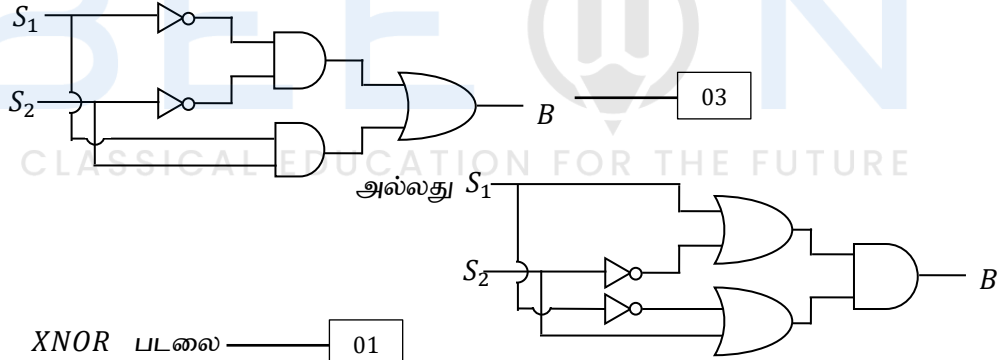 S₁
S₂
B
03
CLASSICAL EDUCATION FOR THE FUTURE
அல்லது S₁
S₂
B
XNOR படலை
01